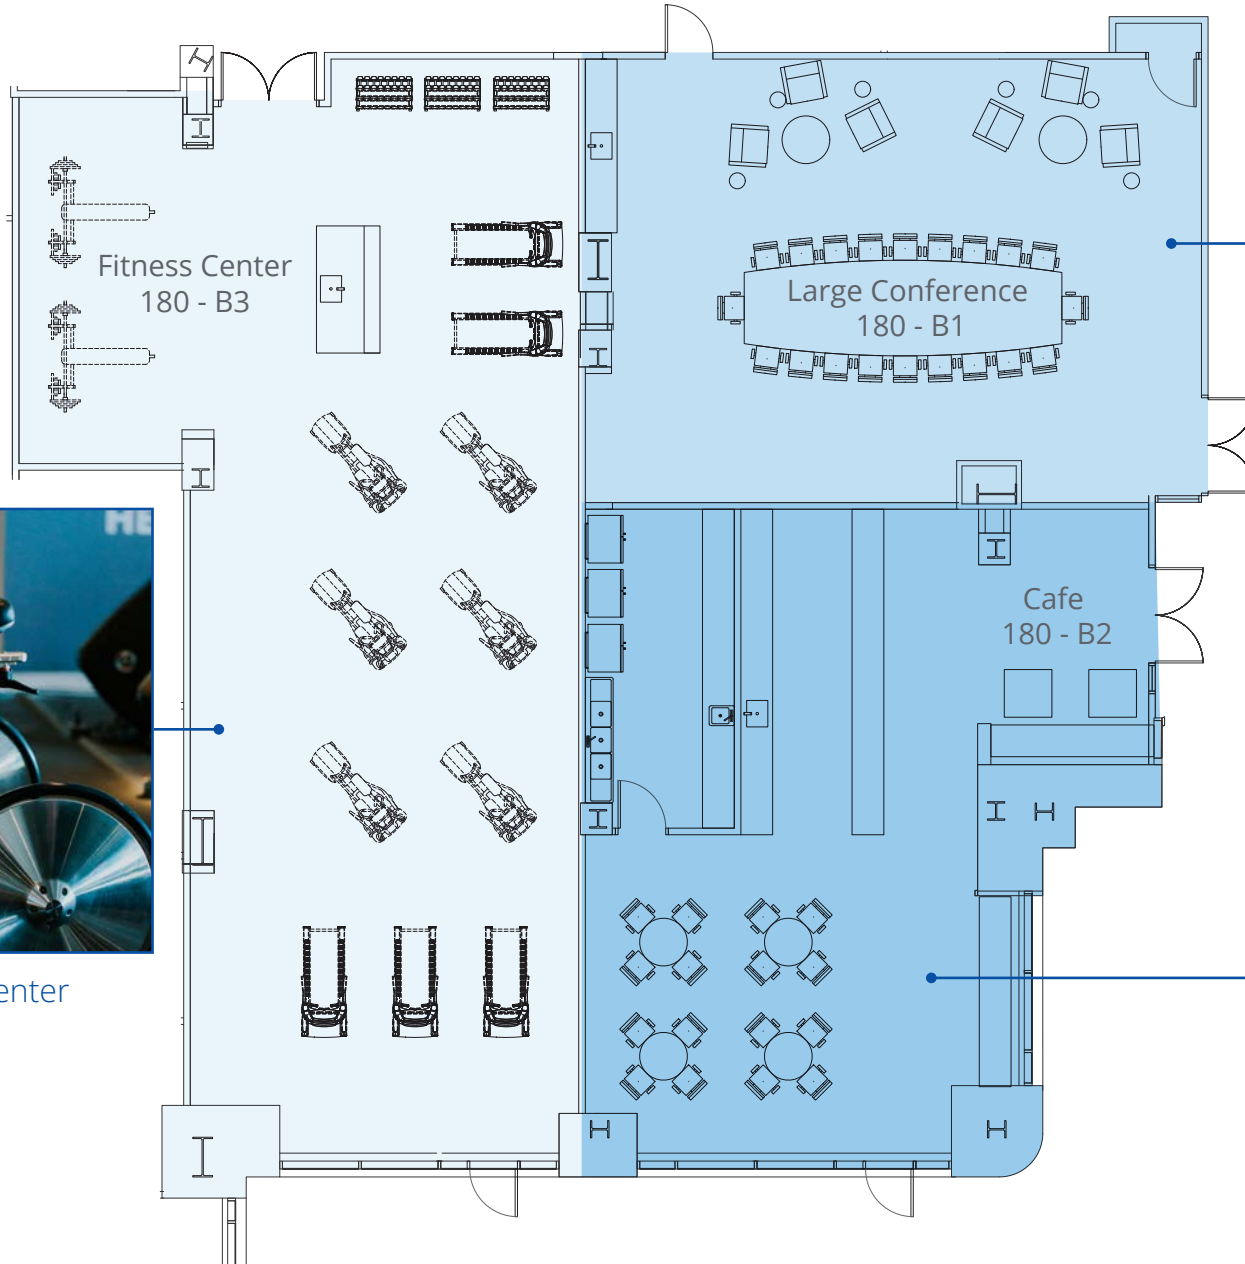 Fitness Center
180 - B3
Large Conference
180 - B1
Cafe
180 - B2
enter